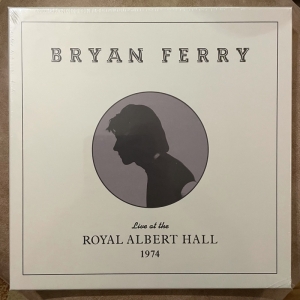 BRYAN FERRY
Live at the
ROYAL ALBERT HALL
1974